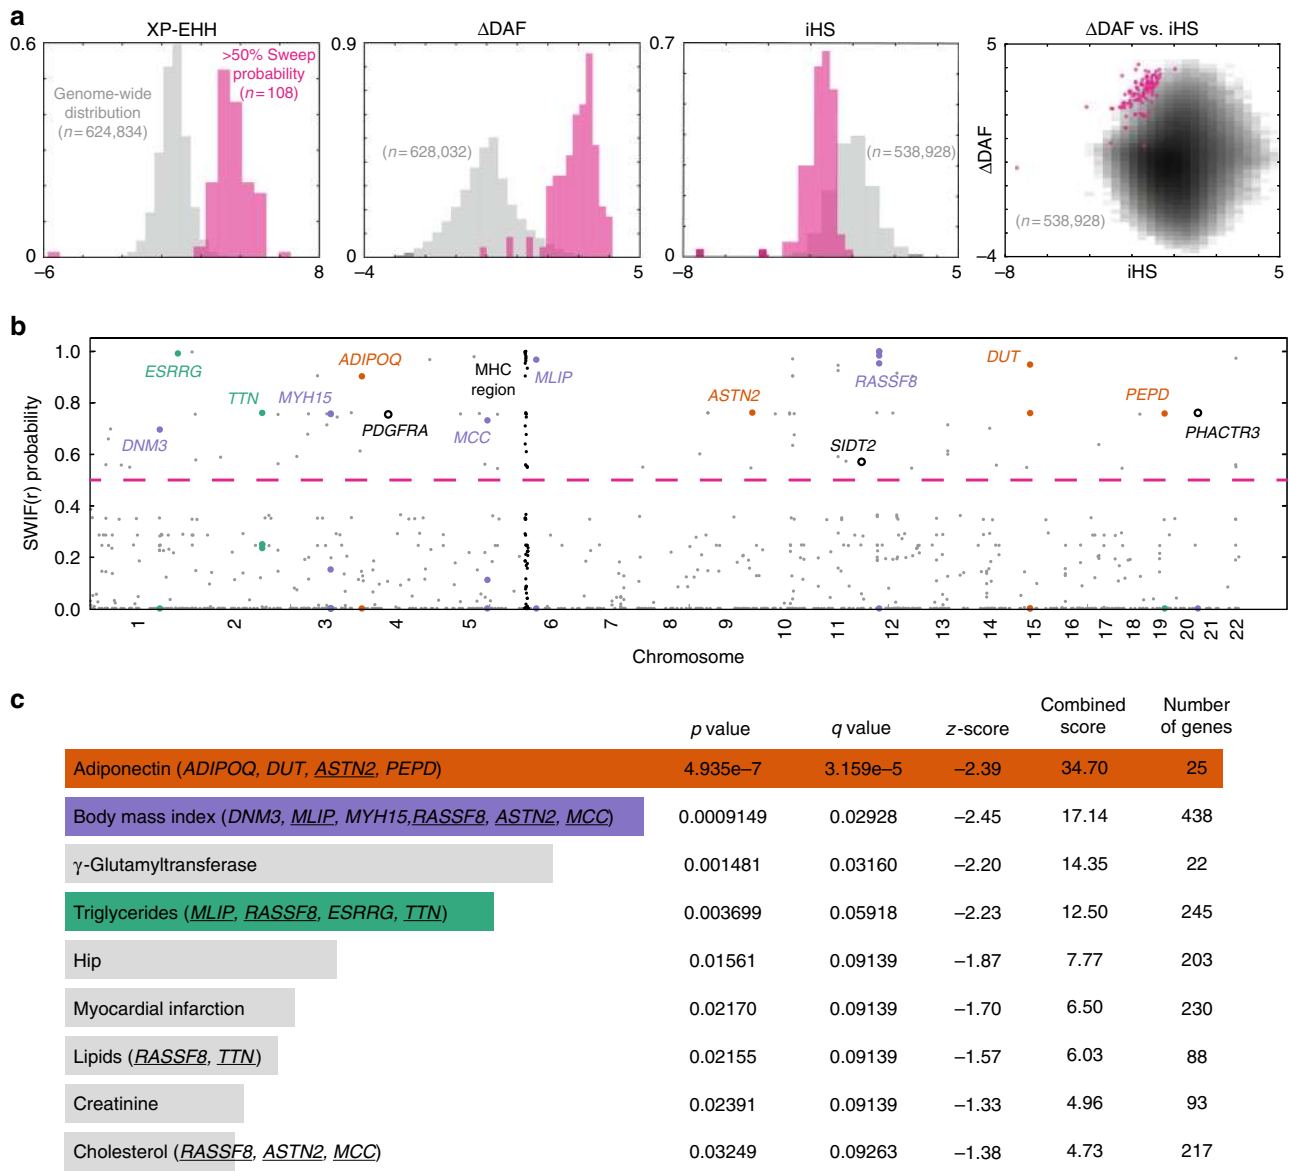 a
XP-EHH
ΔDAF
iHS
ΔDAF vs. iHS
0.6
>50% Sweep
probability
(n=108)
Genome-wide
distribution
(n=624,834)
0
−6
8
0.9
(n=628,032)
0
−4
5
0.7
(n=538,928)
0
−8
5
5
ΔDAF
(n=538,928)
−4
−8
iHS
5
b
SWIF(r) probability
1.0
0.8
0.6
0.4
0.2
0.0
ESRRG
TTN
DNM3
MYH15
ADIPOQ
PDGFRA
MCC
MHC
region
MLIP
ASTN2
SIDT2
RASSF8
DUT
PEPD
PHACTR3
1 2 3 4 5 6 7 8 9 10 11 12 13 14 15 16 17 18 19 20 21 22
Chromosome
c
p value q value z-score Combined score Number of genes
Adiponectin (ADIPOQ, DUT, ASTN2, PEPD) 4.935e−7 3.159e−5 −2.39 34.70 25
Body mass index (DNM3, MLIP, MYH15,RASSF8, ASTN2, MCC) 0.0009149 0.02928 −2.45 17.14 438
γ-Glutamyltransferase 0.001481 0.03160 −2.20 14.35 22
Triglycerides (MLIP, RASSF8, ESRRG, TTN) 0.003699 0.05918 −2.23 12.50 245
Hip 0.01561 0.09139 −1.87 7.77 203
Myocardial infarction 0.02170 0.09139 −1.70 6.50 230
Lipids (RASSF8, TTN) 0.02155 0.09139 −1.57 6.03 88
Creatinine 0.02391 0.09139 −1.33 4.96 93
Cholesterol (RASSF8, ASTN2, MCC) 0.03249 0.09263 −1.38 4.73 217